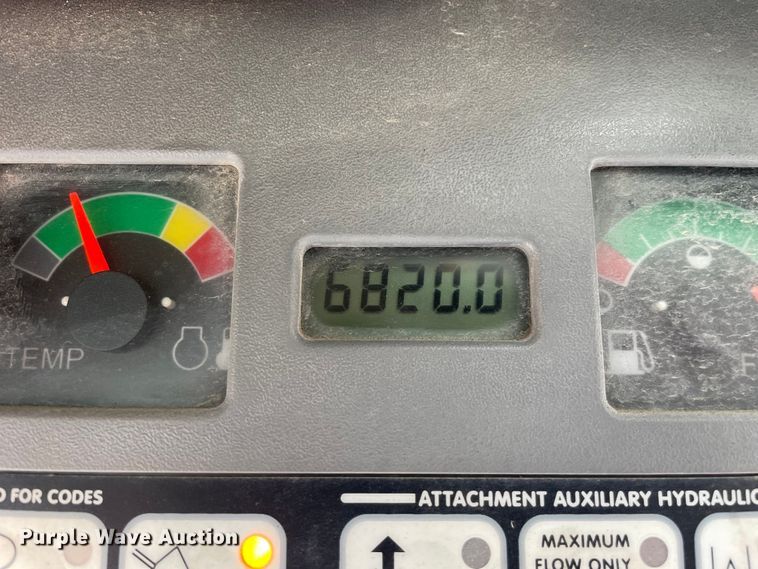 6820.0
TEMP
F
D FOR CODES
ATTACHMENT AUXILIARY HYDRAULIC
Purple Wave Auction
MAXIMUM
FLOW ONLY